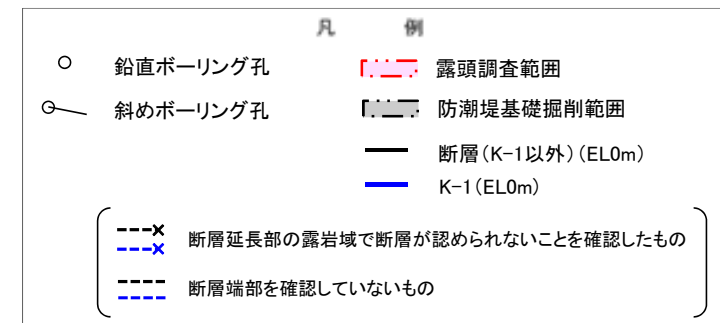 凡 例
鉛直ボーリング孔
斜めボーリング孔
露頭調査範囲
防潮堤基礎掘削範囲
断層(K-1以外)(EL0m)
K-1(EL0m)
断層延長部の露岩域で断層が認められないことを確認したもの
断層端部を確認していないもの